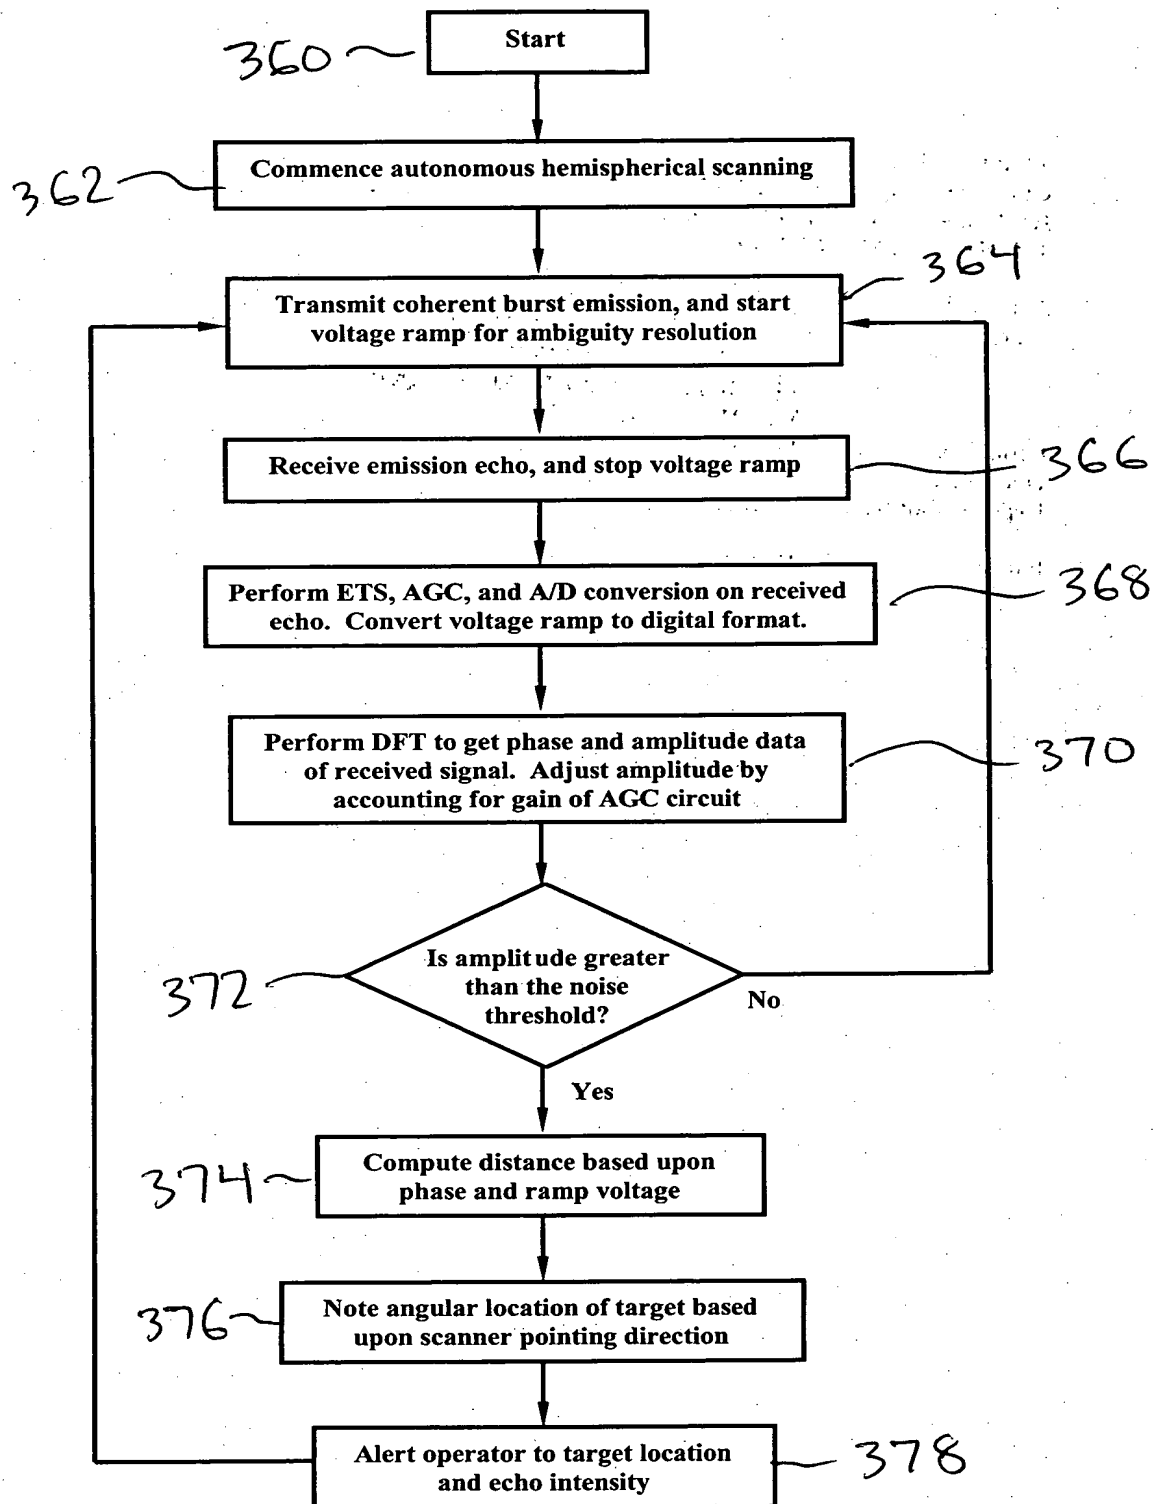 Start
360
Commence autonomous hemispherical scanning
362
364
Transmit coherent burst emission, and start
voltage ramp for ambiguity resolution
Receive emission echo, and stop voltage ramp
366
Perform ETS, AGC, and A/D conversion on received
echo. Convert voltage ramp to digital format.
368
Perform DFT to get phase and amplitude data
of received signal. Adjust amplitude by
accounting for gain of AGC circuit
370
Is amplitude greater
than the noise
threshold?
372
No
Yes
Compute distance based upon
phase and ramp voltage
374
Note angular location of target based
upon scanner pointing direction
376
Alert operator to target location
and echo intensity
378